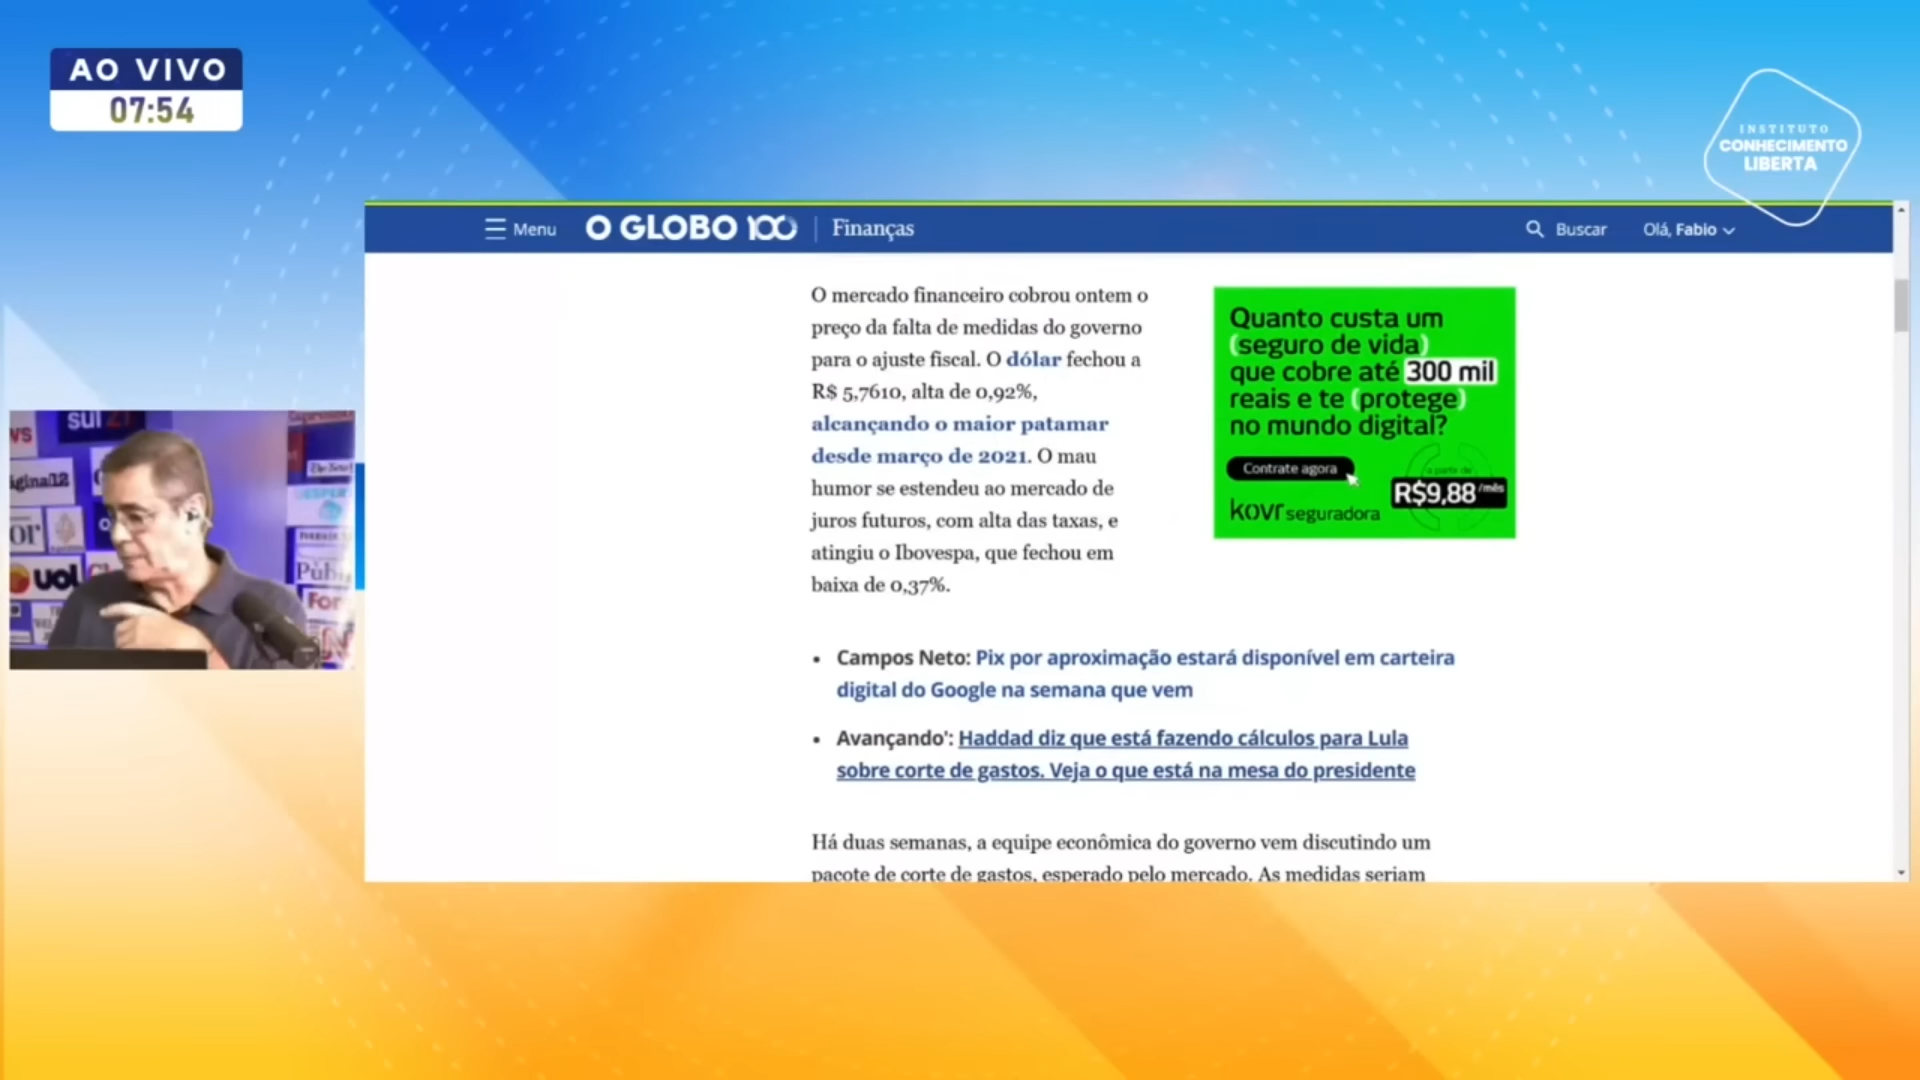 AO VIVO
07:54
INSTITUTO
CONHECIMENTO
LIBERTA
Menu
O GLOBO 100
Finanças
Buscar
Olá, Fabio
O mercado financeiro cobrou ontem o
preço da falta de medidas do governo
para o ajuste fiscal. O dólar fechou a
R$ 5,7610, alta de 0,92%,
alcançando o maior patamar
desde março de 2021. O mau
humor se estendeu ao mercado de
juros futuros, com alta das taxas, e
atingiu o Ibovespa, que fechou em
baixa de 0,37%.
Quanto custa um
(seguro de vida)
que cobre até 300 mil
reais e te (protege)
no mundo digital?
Contrate agora
a partir de
R$9,88/mês
kovr seguradora
• Campos Neto: Pix por aproximação estará disponível em carteira
digital do Google na semana que vem
• Avançando': Haddad diz que está fazendo cálculos para Lula
sobre corte de gastos. Veja o que está na mesa do presidente
Há duas semanas, a equipe econômica do governo vem discutindo um
pacote de corte de gastos, esperado pelo mercado. As medidas seriam
sul21
uol